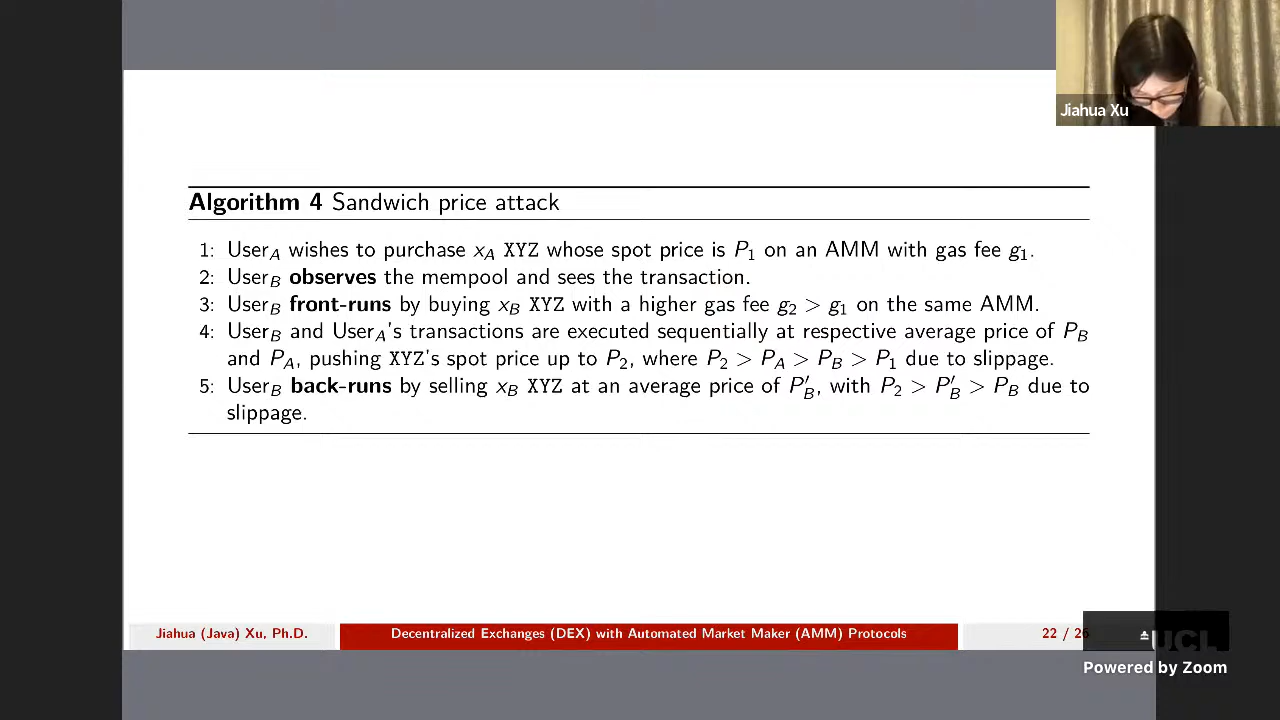 Jiahua Xu
Algorithm 4 Sandwich price attack
1: User_A wishes to purchase x_A XYZ whose spot price is P_1 on an AMM with gas fee g_1.
2: User_B observes the mempool and sees the transaction.
3: User_B front-runs by buying x_B XYZ with a higher gas fee g_2 > g_1 on the same AMM.
4: User_B and User_A's transactions are executed sequentially at respective average price of P_B
and P_A, pushing XYZ's spot price up to P_2, where P_2 > P_A > P_B > P_1 due to slippage.
5: User_B back-runs by selling x_B XYZ at an average price of P'_B, with P_2 > P'_B > P_B due to
slippage.
Jiahua (Java) Xu, Ph.D.
Decentralized Exchanges (DEX) with Automated Market Maker (AMM) Protocols
22 / 26
UCL
Powered by Zoom